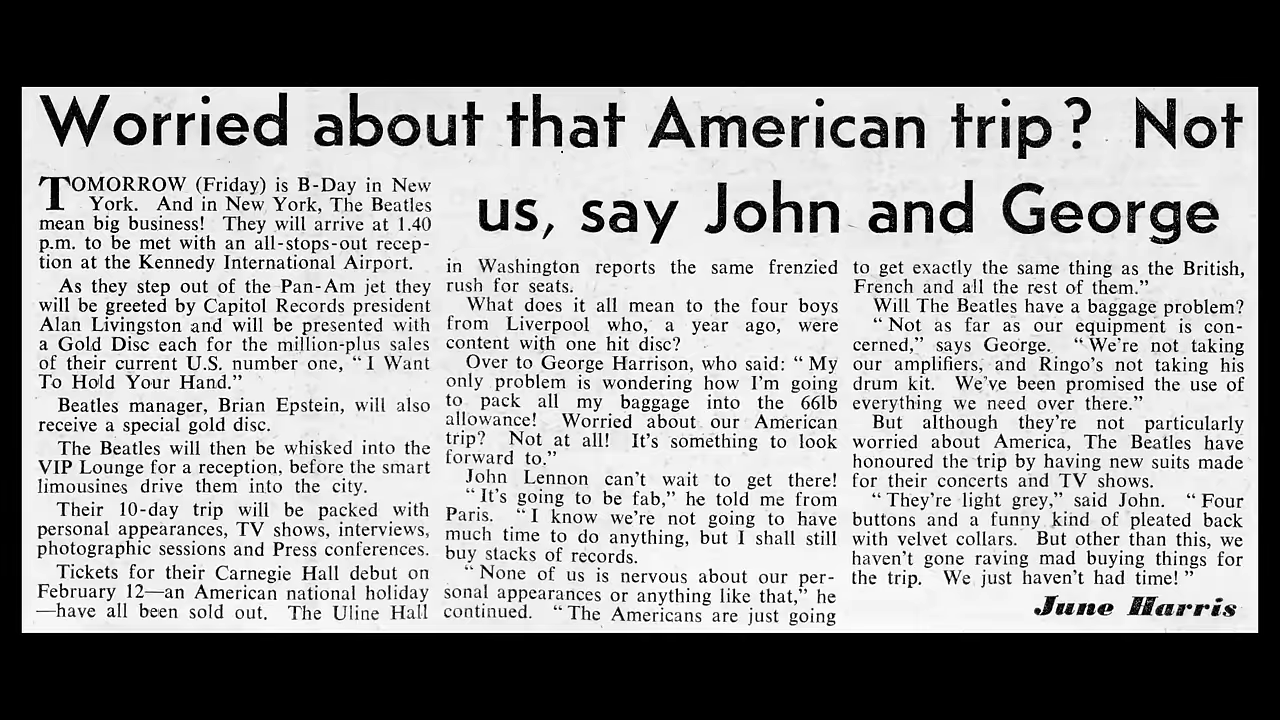 Worried about that American trip? Not
us, say John and George
TOMORROW (Friday) is B-Day in New
York. And in New York, The Beatles
mean big business! They will arrive at 1.40
p.m. to be met with an all-stops-out recep-
tion at the Kennedy International Airport.
As they step out of the Pan-Am jet they
will be greeted by Capitol Records president
Alan Livingston and will be presented with
a Gold Disc each for the million-plus sales
of their current U.S. number one, “ I Want
To Hold Your Hand.”
Beatles manager, Brian Epstein, will also
receive a special gold disc.
The Beatles will then be whisked into the
VIP Lounge for a reception, before the smart
limousines drive them into the city.
Their 10-day trip will be packed with
personal appearances, TV shows, interviews,
photographic sessions and Press conferences.
Tickets for their Carnegie Hall debut on
February 12—an American national holiday
—have all been sold out. The Uline Hall
in Washington reports the same frenzied
rush for seats.
What does it all mean to the four boys
from Liverpool who, a year ago, were
content with one hit disc?
Over to George Harrison, who said: “ My
only problem is wondering how I'm going
to pack all my baggage into the 66lb
allowance! Worried about our American
trip? Not at all! It's something to look
forward to.”
John Lennon can't wait to get there!
“ It's going to be fab,” he told me from
Paris. “ I know we're not going to have
much time to do anything, but I shall still
buy stacks of records.
“ None of us is nervous about our per-
sonal appearances or anything like that,” he
continued. “ The Americans are just going
to get exactly the same thing as the British,
French and all the rest of them.”
Will The Beatles have a baggage problem?
“ Not as far as our equipment is con-
cerned,” says George. “ We're not taking
our amplifiers, and Ringo's not taking his
drum kit. We've been promised the use of
everything we need over there.”
But although they're not particularly
worried about America, The Beatles have
honoured the trip by having new suits made
for their concerts and TV shows.
“ They're light grey,” said John. “ Four
buttons and a funny kind of pleated back
with velvet collars. But other than this, we
haven't gone raving mad buying things for
the trip. We just haven't had time! ”
June Harris